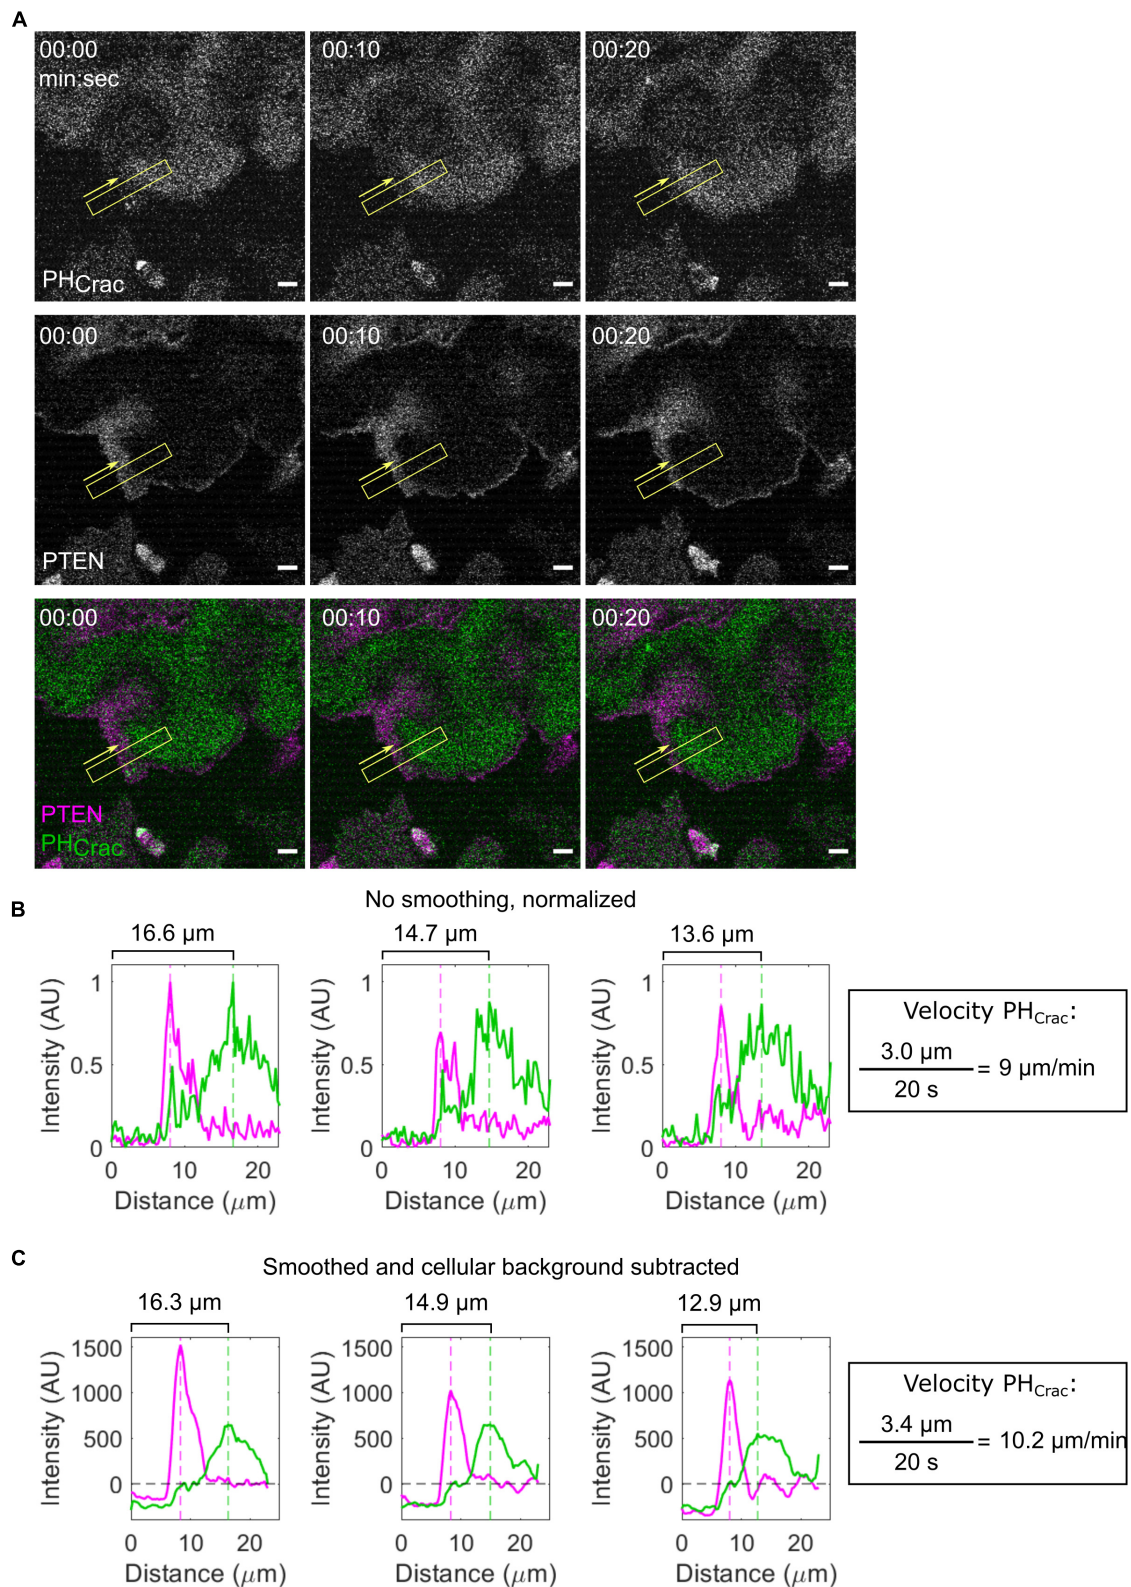 A
00:00
min:sec
00:10
00:20
PHCrac
00:00
00:10
00:20
PTEN
00:00
00:10
00:20
PTEN
PHCrac
B
No smoothing, normalized
16.6 µm
14.7 µm
13.6 µm
Intensity (AU)
1
0.5
0
0
10
20
Distance (µm)
Intensity (AU)
1
0.5
0
0
10
20
Distance (µm)
Intensity (AU)
1
0.5
0
0
10
20
Distance (µm)
Velocity PHCrac:
3.0 µm
20 s
= 9 µm/min
C
Smoothed and cellular background subtracted
16.3 µm
14.9 µm
12.9 µm
Intensity (AU)
1500
1000
500
0
0
10
20
Distance (µm)
Intensity (AU)
1500
1000
500
0
0
10
20
Distance (µm)
Intensity (AU)
1500
1000
500
0
0
10
20
Distance (µm)
Velocity PHCrac:
3.4 µm
20 s
= 10.2 µm/min